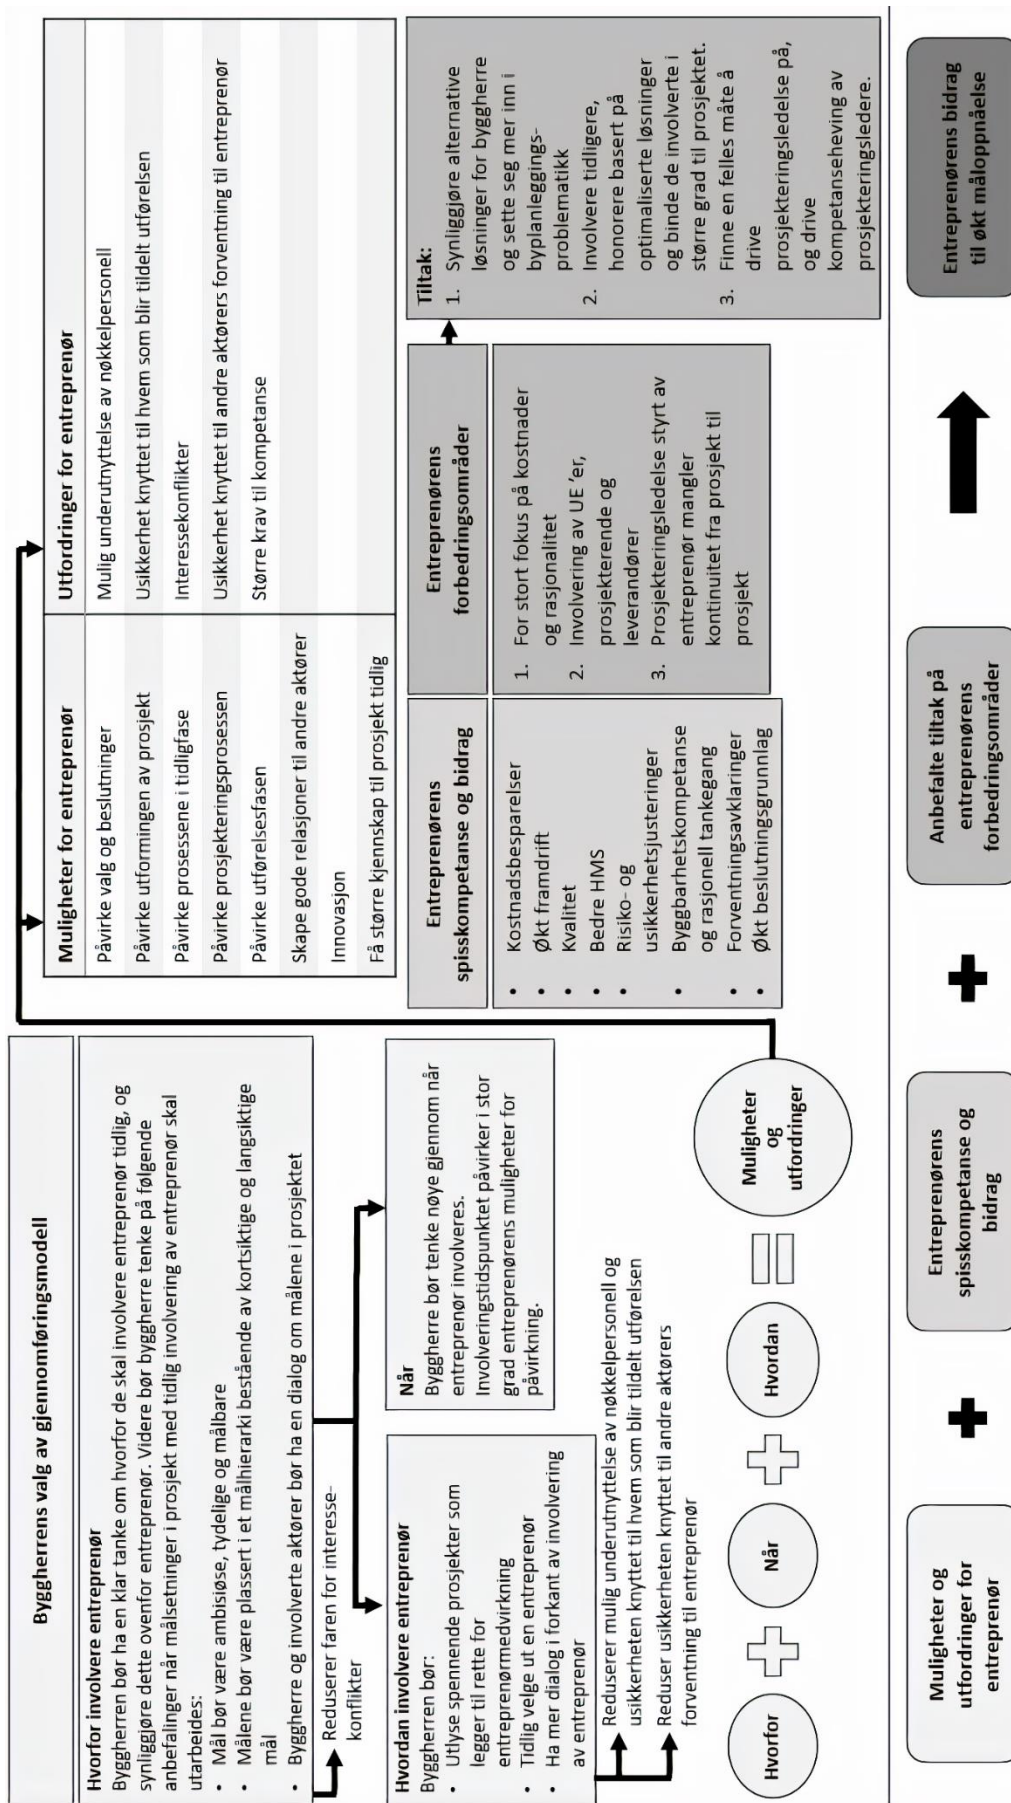 Byggherrens valg av gjennomføringsmodell
Hvorfor involvere entreprenør
Byggherren bør ha en klar tanke om hvorfor de skal involvere entreprenør tidlig, og
synliggjøre dette ovenfor entreprenør. Videre bør byggherre tenke på følgende
anbefalinger når målsetninger i prosjekt med tidlig involvering av entreprenør skal
utarbeides:
• Mål bør være ambisiøse, tydelige og målbare
• Målene bør være plassert i et målhierarki bestående av kortsiktige og langsiktige
mål
• Byggherre og involverte aktører bør ha en dialog om målene i prosjektet
Reduserer faren for interesse-
konflikter
Hvordan involvere entreprenør
Byggherren bør:
• Utlyse spennende prosjekter som
legger til rette for
entreprenørmedvirkning
• Tidlig velge ut en entreprenør
• Ha mer dialog i forkant av involvering
av entreprenør
Når
Byggherre bør tenke nøye gjennom når
entreprenør involveres.
Involveringstidspunktet påvirker i stor
grad entreprenørens muligheter for
påvirkning.
Reduserer mulig underutnyttelse av nøkkelpersonell og
usikkerheten knyttet til hvem som blir tildelt utførelsen
Reduser usikkerheten knyttet til andre aktørers
forventning til entreprenør
Hvorfor
Når
Hvordan
Muligheter
og
utfordringer
Muligheter for entreprenør
Påvirke valg og beslutninger
Påvirke utformingen av prosjekt
Påvirke prosessene i tidligfase
Påvirke prosjekteringsprosessen
Påvirke utførelsesfasen
Skape gode relasjoner til andre aktører
Innovasjon
Få større kjennskap til prosjekt tidlig
Utfordringer for entreprenør
Mulig underutnyttelse av nøkkelpersonell
Usikkerhet knyttet til hvem som blir tildelt utførelsen
Interessekonflikter
Usikkerhet knyttet til andre aktørers forventning til entreprenør
Større krav til kompetanse
Entreprenørens
spisskompetanse og bidrag
• Kostnadsbesparelser
• Økt framdrift
• Kvalitet
• Bedre HMS
• Risiko- og
usikkerhetsjusteringer
• Byggbarhetskompetanse
og rasjonell tankegang
• Forventningsavklaringer
• Økt beslutningsgrunnlag
Entreprenørens
forbedringsområder
1. For stort fokus på kostnader
og rasjonalitet
2. Involvering av UE 'er,
prosjekterende og
leverandører
3. Prosjekteringsledelse styrt av
entreprenør mangler
kontinuitet fra prosjekt til
prosjekt
Tiltak:
1. Synliggjøre alternative
løsninger for byggherre
og sette seg mer inn i
byplanleggings-
problematikk
2. Involvere tidligere,
honorere basert på
optimaliserte løsninger
og binde de involverte i
større grad til prosjektet.
3. Finne en felles måte å
drive
prosjekteringsledelse på,
og drive
kompetanseheving av
prosjekteringsledere.
Muligheter og
utfordringer for
entreprenør
Entreprenørens
spisskompetanse og
bidrag
Anbefalte tiltak på
entreprenørens
forbedringsområder
Entreprenørens bidrag
til økt måloppnåelse